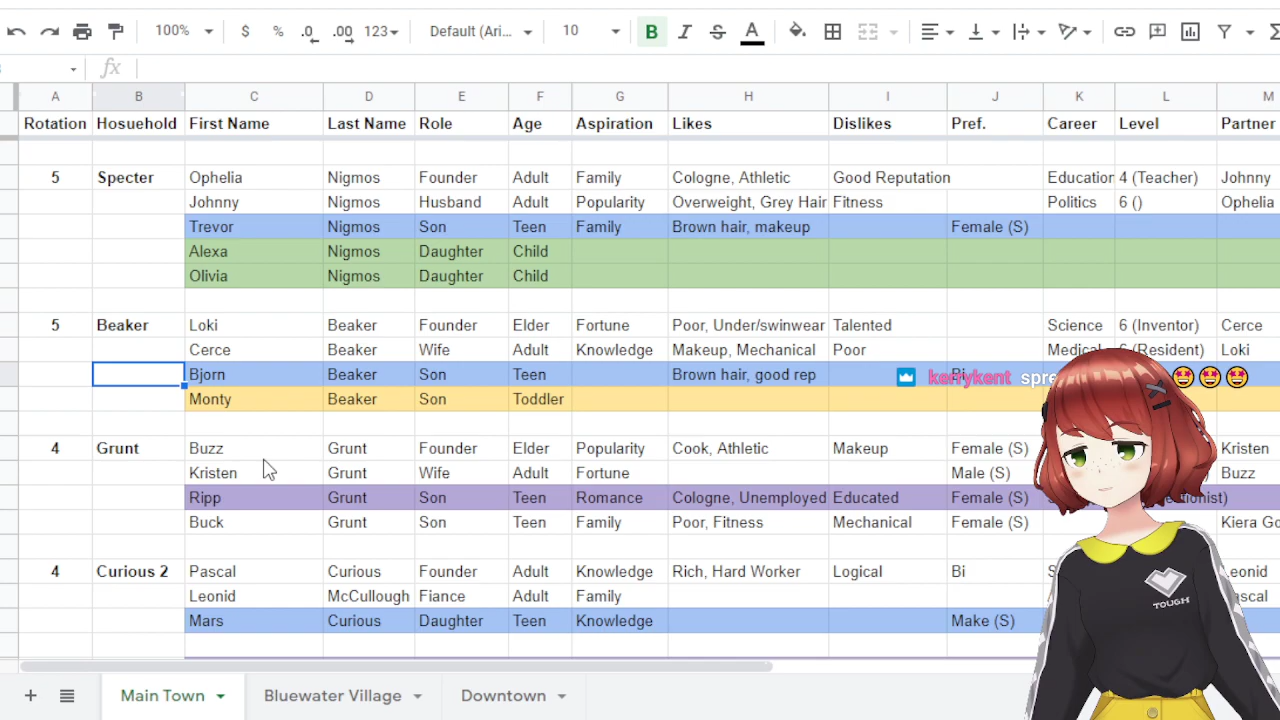 100% $ % .0 .00 123 Default (Ari... 10 B I S A
fx
A B C D E F G H I J K L M
Rotation Hosuehold First Name Last Name Role Age Aspiration Likes Dislikes Pref. Career Level Partner
5 Specter Ophelia Nigmos Founder Adult Family Cologne, Athletic Good Reputation Education 4 (Teacher) Johnny
Johnny Nigmos Husband Adult Popularity Overweight, Grey Hair Fitness Politics 6 () Ophelia
Trevor Nigmos Son Teen Family Brown hair, makeup Female (S)
Alexa Nigmos Daughter Child
Olivia Nigmos Daughter Child
5 Beaker Loki Beaker Founder Elder Fortune Poor, Under/swinwear Talented Science 6 (Inventor) Cerce
Cerce Beaker Wife Adult Knowledge Makeup, Mechanical Poor Medical 6 (Resident) Loki
Bjorn Beaker Son Teen Brown hair, good rep Bi
kerrykent spre
Monty Beaker Son Toddler
4 Grunt Buzz Grunt Founder Elder Popularity Cook, Athletic Makeup Female (S) Kristen
Kristen Grunt Wife Adult Fortune Male (S) Buzz
Ripp Grunt Son Teen Romance Cologne, Unemployed Educated Female (S)
Buck Grunt Son Teen Family Poor, Fitness Mechanical Female (S) Kiera Go
4 Curious 2 Pascal Curious Founder Adult Knowledge Rich, Hard Worker Logical Bi Leonid
Leonid McCullough Fiance Adult Family
Mars Curious Daughter Teen Knowledge Make (S)
TOUGH
+ Main Town Bluewater Village Downtown